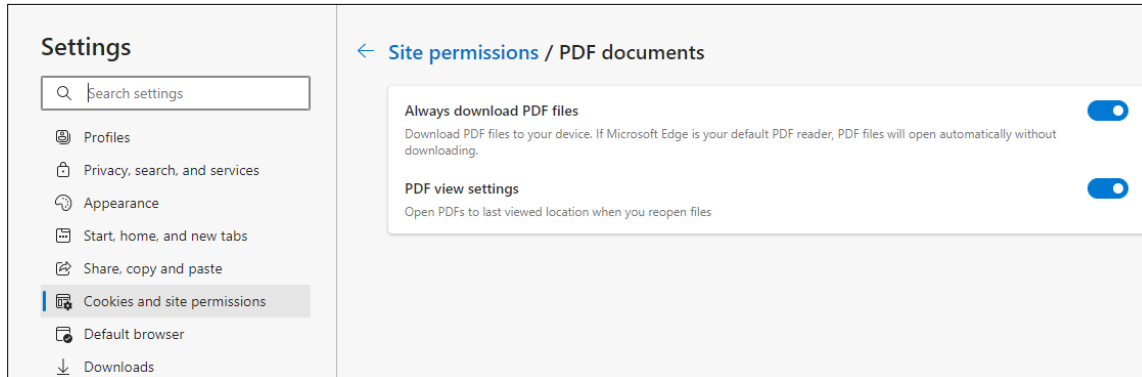 Settings
Search settings
Profiles
Privacy, search, and services
Appearance
Start, home, and new tabs
Share, copy and paste
Cookies and site permissions
Default browser
Downloads
Site permissions / PDF documents
Always download PDF files
Download PDF files to your device. If Microsoft Edge is your default PDF reader, PDF files will open automatically without
downloading.
PDF view settings
Open PDFs to last viewed location when you reopen files